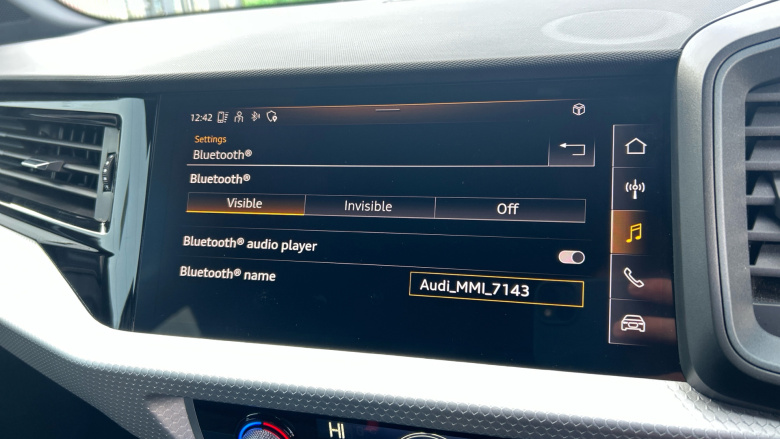 12:42
Settings
Bluetooth®
Bluetooth®
Visible Invisible Off
Bluetooth® audio player
Bluetooth® name
Audi_MMI_7143
HI